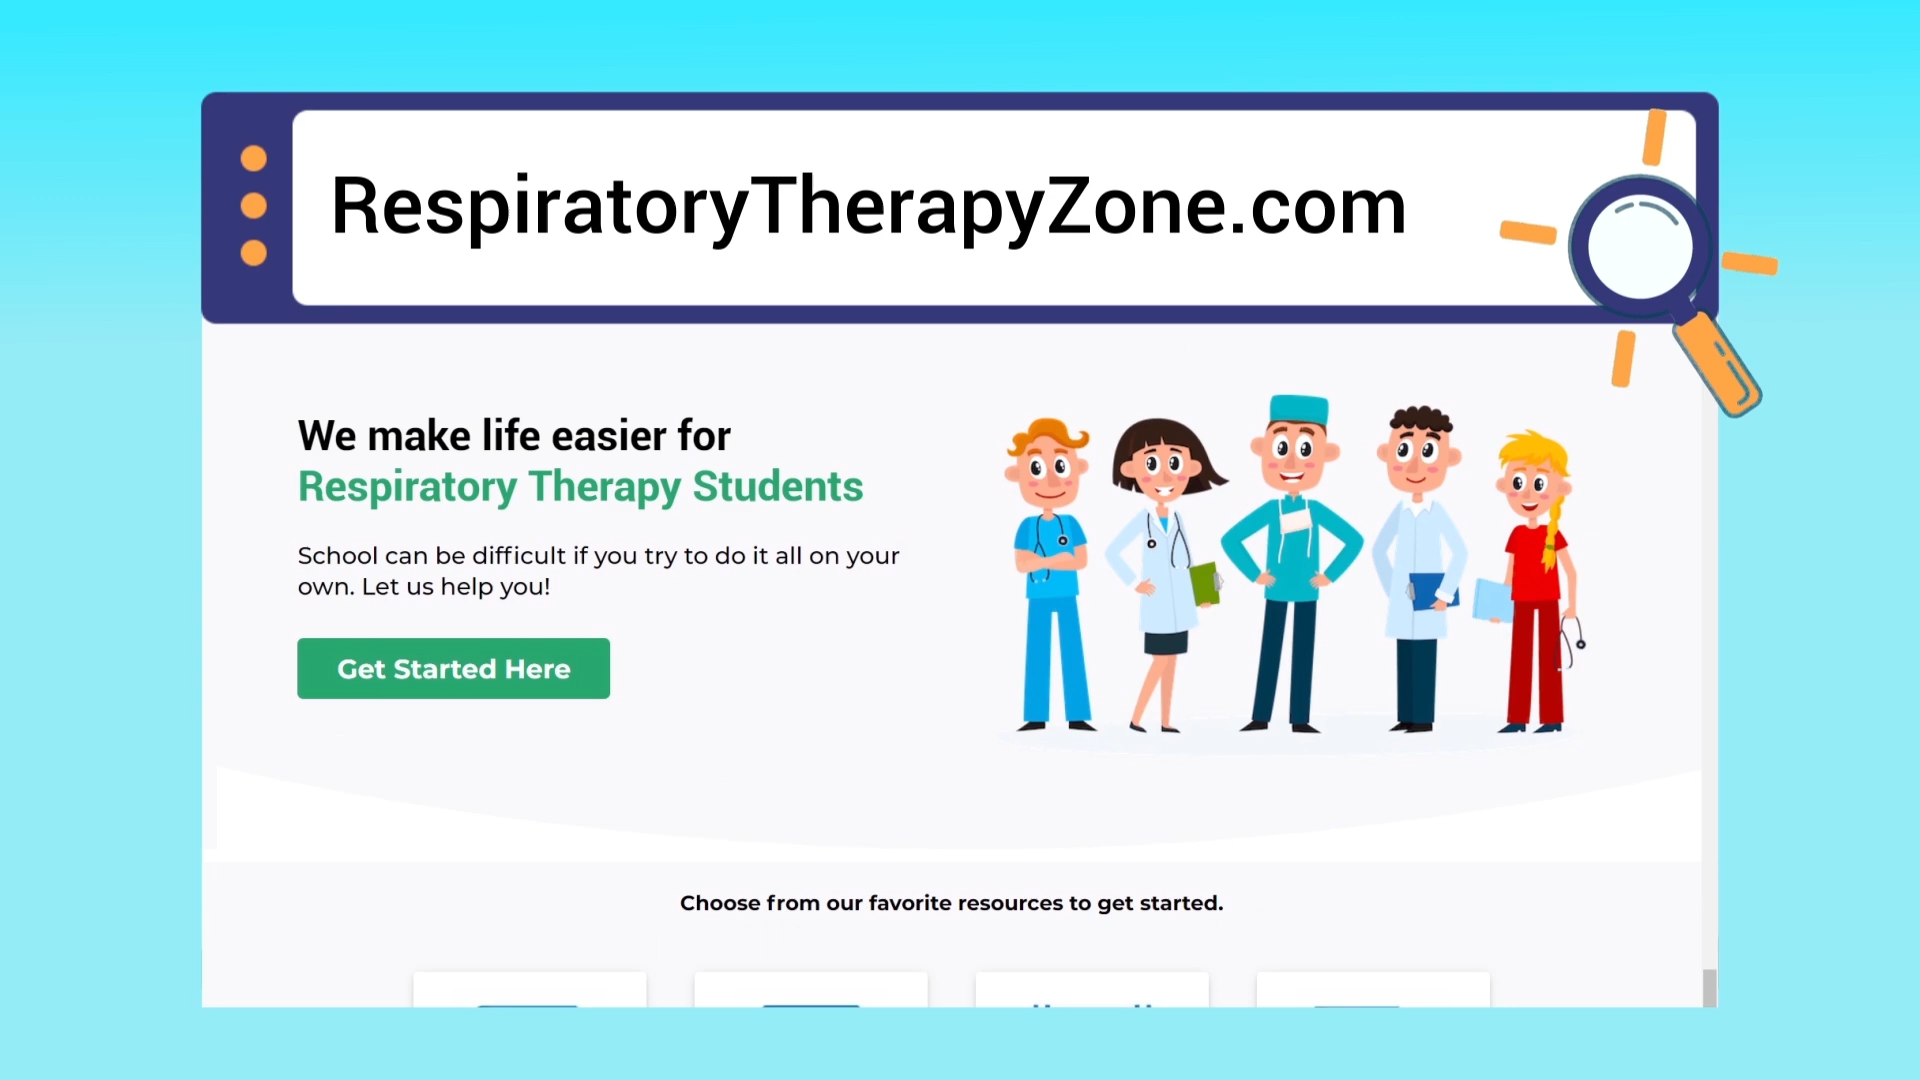 RespiratoryTherapyZone.com
We make life easier for
Respiratory Therapy Students
School can be difficult if you try to do it all on your
own. Let us help you!
Get Started Here
Choose from our favorite resources to get started.